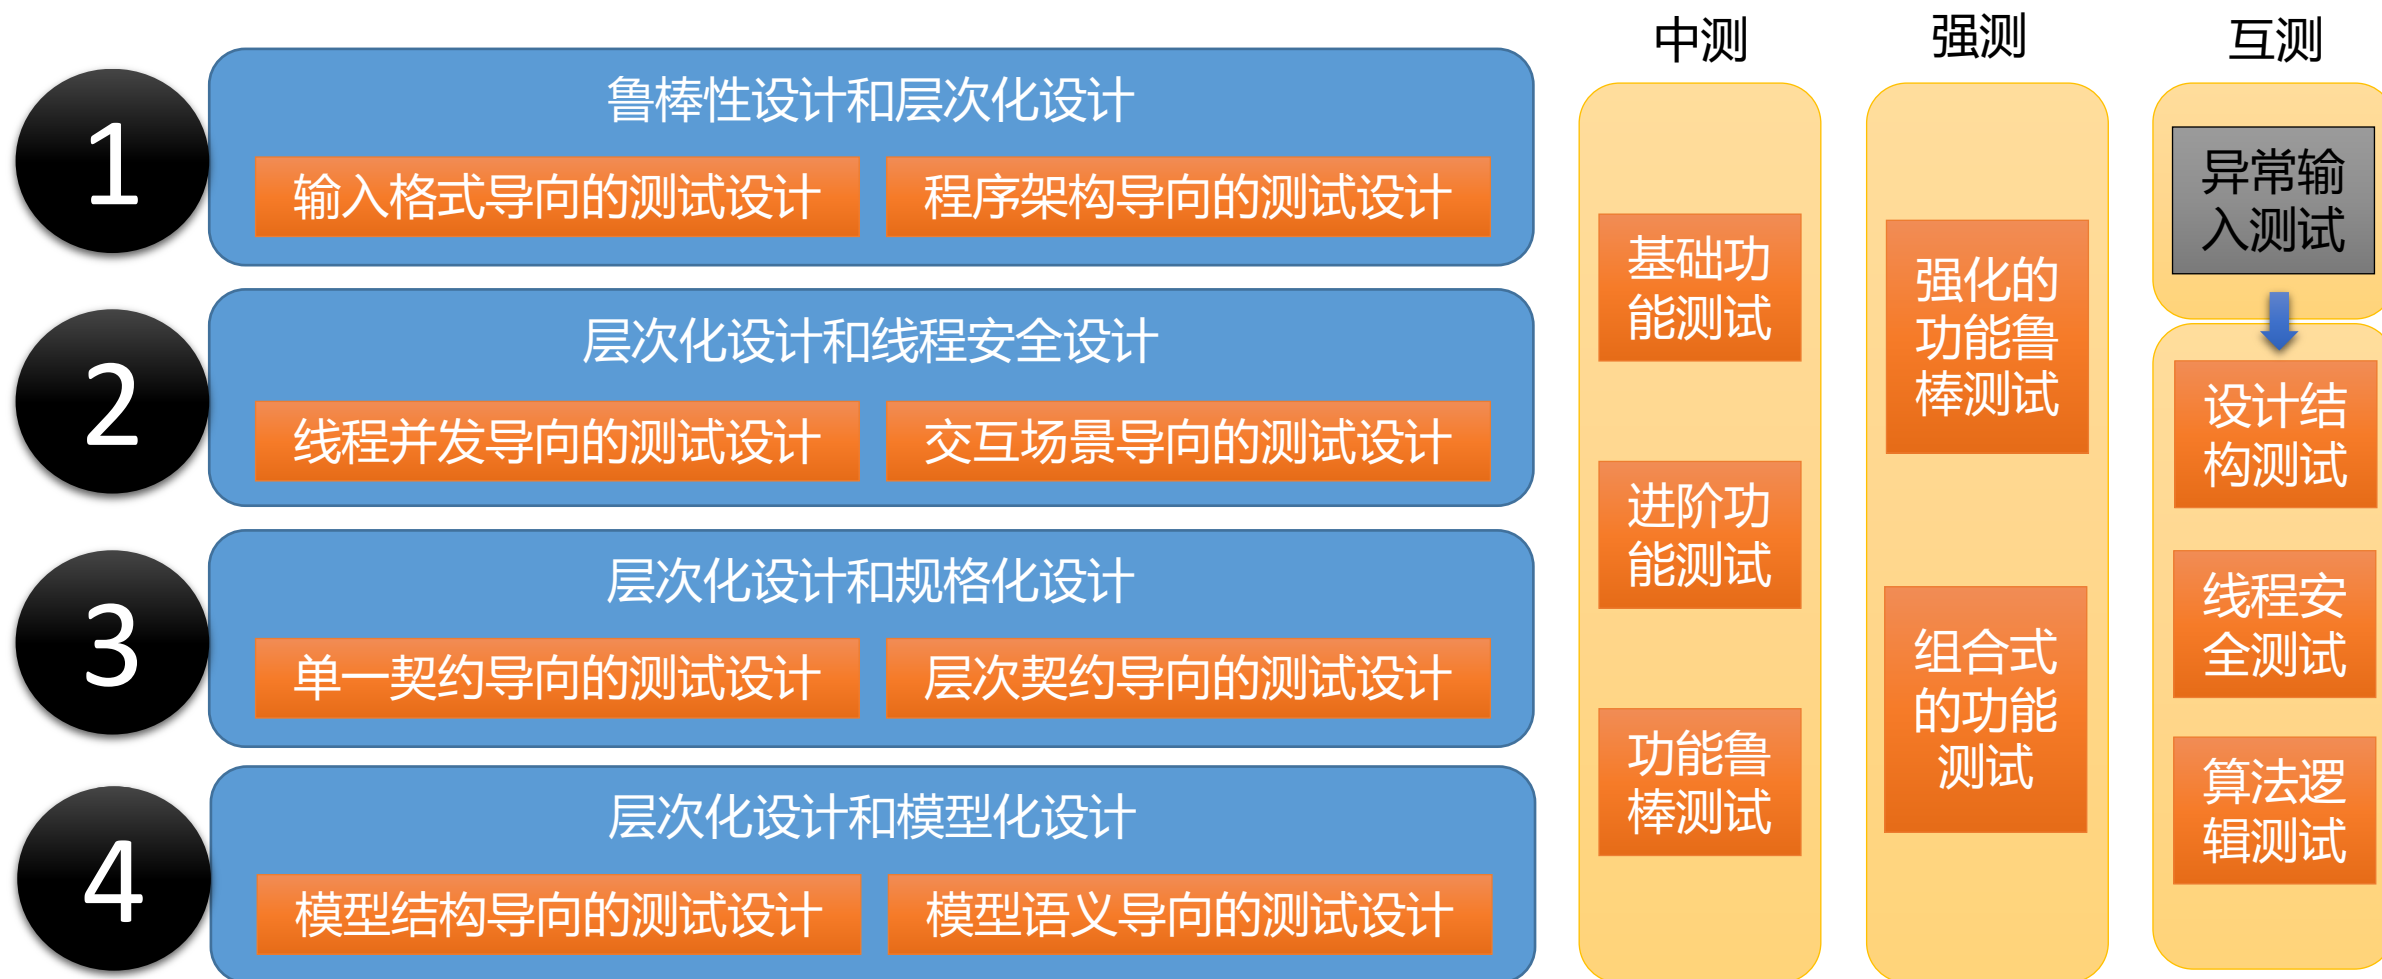 1
鲁棒性设计和层次化设计
输入格式导向的测试设计
程序架构导向的测试设计
2
层次化设计和线程安全设计
线程并发导向的测试设计
交互场景导向的测试设计
3
层次化设计和规格化设计
单一契约导向的测试设计
层次契约导向的测试设计
4
层次化设计和模型化设计
模型结构导向的测试设计
模型语义导向的测试设计
中测
基础功
能测试
进阶功
能测试
功能鲁
棒测试
强测
强化的
功能鲁
棒测试
组合式
的功能
测试
互测
异常输
入测试
设计结
构测试
线程安
全测试
算法逻
辑测试